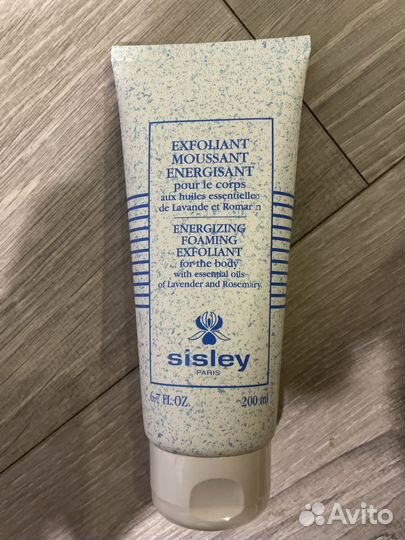 EXFOLIANT
MOUSSANT
ENERGISANT
pour le corps
aux huiles essentielles
de Lavande et Romarin
ENERGIZING
FOAMING
EXFOLIANT
for the body
with essential oils
of Lavender and Rosemary
sisley
PARIS
6.7 FL.OZ. 200 ml
Avito